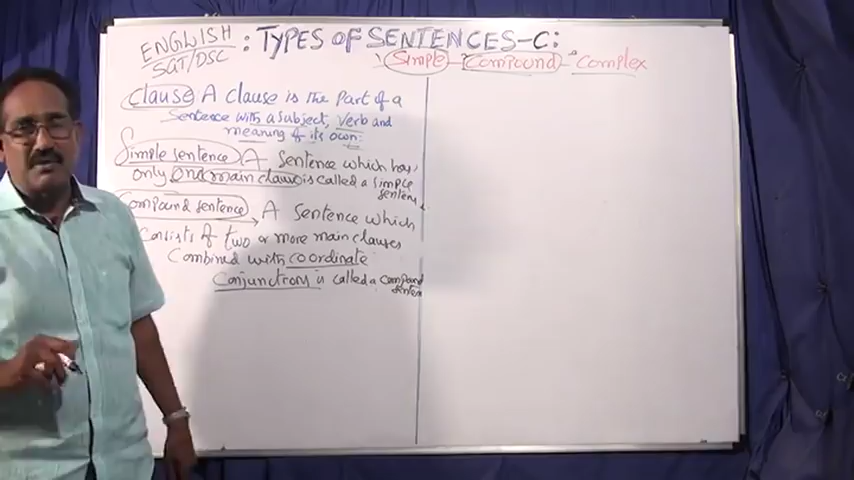 ENGLISH : TYPES OF SENTENCES-C:
SGT/DSC
Simple - Compound - Complex
Clause : A Clause is the Part of a
Sentence with a Subject, Verb and
meaning of its own.
Simple sentence A Sentence which has
only one main clause is called a Simple
sentence
Compound sentence A Sentence which
Consists of two or more main clauses
Combined with coordinate
Conjunctions is called a compound